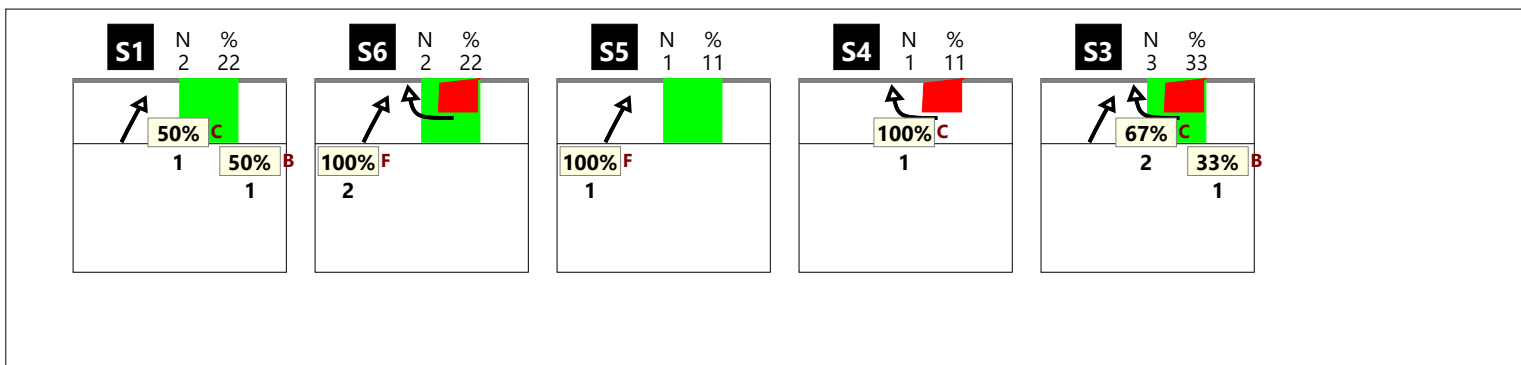 S1 N % S6 N % S5 N % S4 N % S3 N %
2 22 2 22 1 11 1 11 3 33
50% C 100% C 67% C
1 50% B 100% F 100% F 1 2 33% B
1 2 1 1